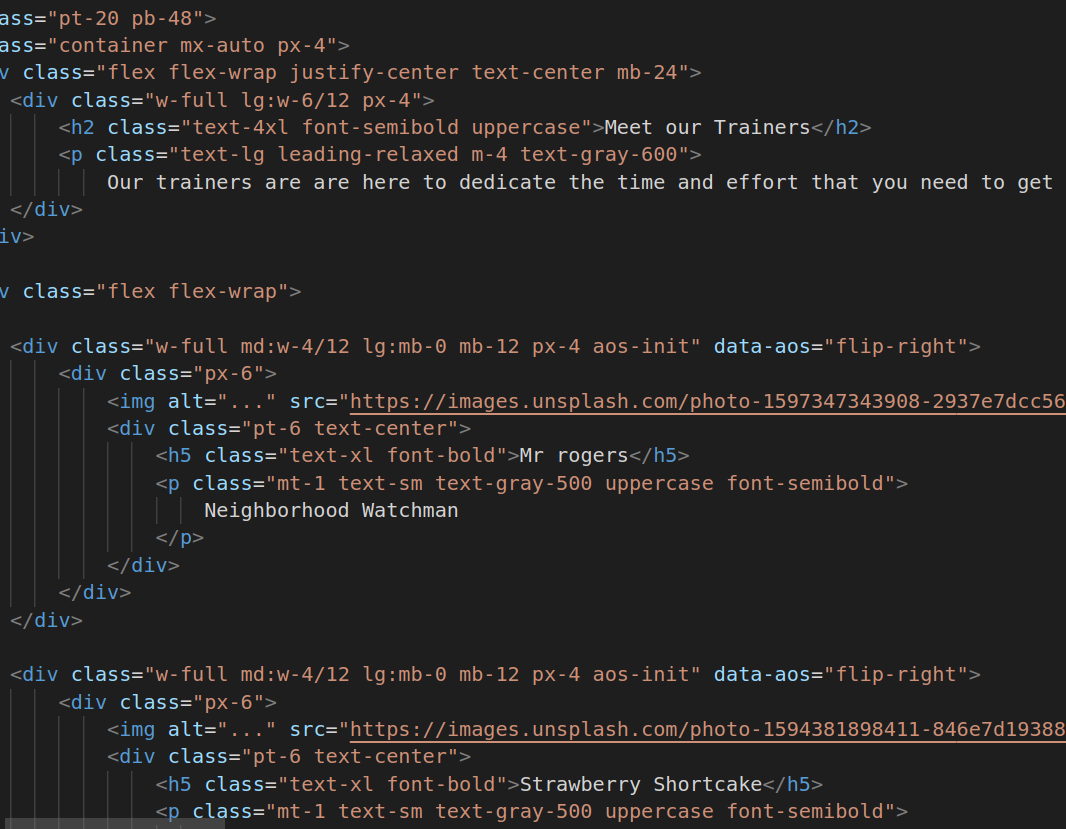 ass="pt-20 pb-48">
ass="container mx-auto px-4">
v class="flex flex-wrap justify-center text-center mb-24">
<div class="w-full lg:w-6/12 px-4">
<h2 class="text-4xl font-semibold uppercase">Meet our Trainers</h2>
<p class="text-lg leading-relaxed m-4 text-gray-600">
Our trainers are are here to dedicate the time and effort that you need to get
</div>
iv>
v class="flex flex-wrap">
<div class="w-full md:w-4/12 lg:mb-0 mb-12 px-4 aos-init" data-aos="flip-right">
<div class="px-6">
<img alt="..." src="https://images.unsplash.com/photo-1597347343908-2937e7dcc56
<div class="pt-6 text-center">
<h5 class="text-xl font-bold">Mr rogers</h5>
<p class="mt-1 text-sm text-gray-500 uppercase font-semibold">
Neighborhood Watchman
</p>
</div>
</div>
</div>
<div class="w-full md:w-4/12 lg:mb-0 mb-12 px-4 aos-init" data-aos="flip-right">
<div class="px-6">
<img alt="..." src="https://images.unsplash.com/photo-1594381898411-846e7d19388
<div class="pt-6 text-center">
<h5 class="text-xl font-bold">Strawberry Shortcake</h5>
<p class="mt-1 text-sm text-gray-500 uppercase font-semibold">